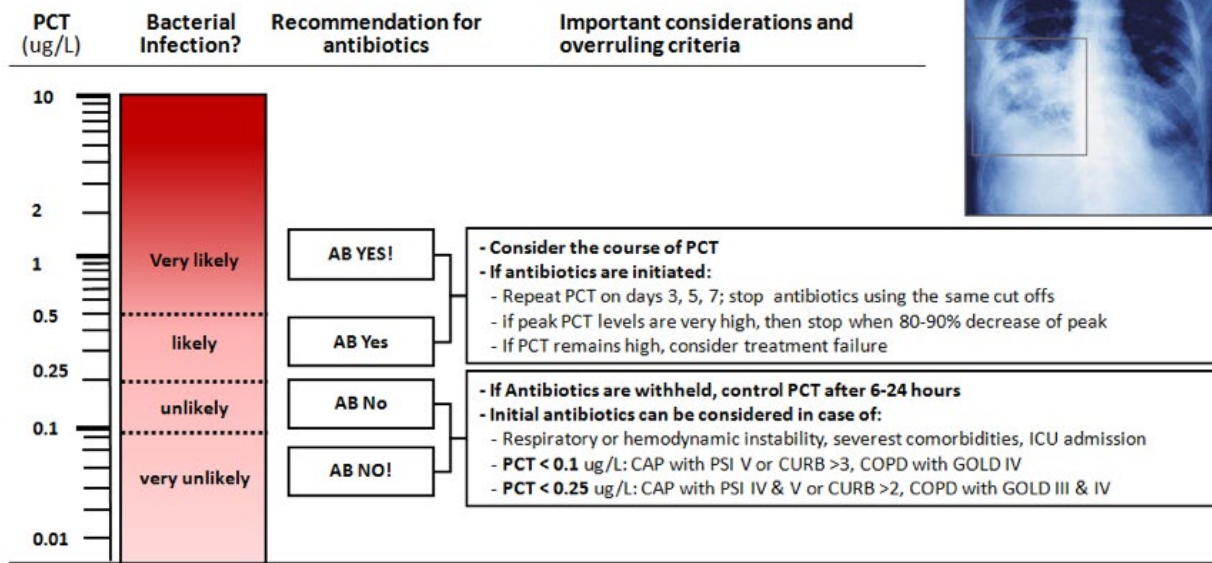 PCT
(ug/L)
Bacterial
Infection?
Recommendation for
antibiotics
Important considerations and
overruling criteria
10
2
1
0.5
0.25
0.1
0.01
Very likely
likely
unlikely
very unlikely
AB YES!
AB Yes
AB No
AB NO!
- Consider the course of PCT
- If antibiotics are initiated:
- Repeat PCT on days 3, 5, 7; stop antibiotics using the same cut offs
- if peak PCT levels are very high, then stop when 80-90% decrease of peak
- If PCT remains high, consider treatment failure
- If Antibiotics are withheld, control PCT after 6-24 hours
- Initial antibiotics can be considered in case of:
- Respiratory or hemodynamic instability, severest comorbidities, ICU admission
- PCT < 0.1 ug/L: CAP with PSI V or CURB >3, COPD with GOLD IV
- PCT < 0.25 ug/L: CAP with PSI IV & V or CURB >2, COPD with GOLD III & IV